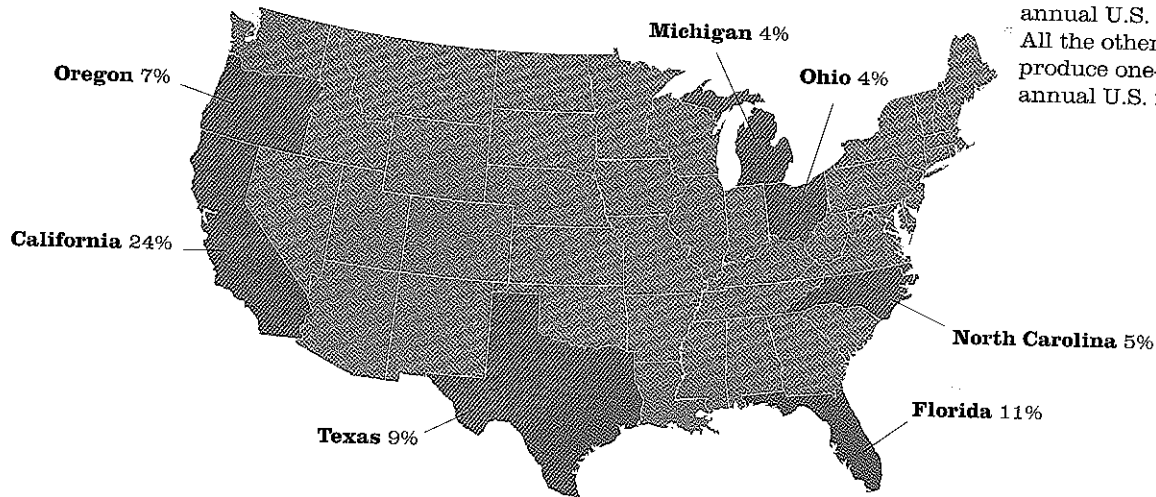 annual U.S.
All the other
produce one-
annual U.S.
Michigan 4%
Ohio 4%
Oregon 7%
California 24%
North Carolina 5%
Florida 11%
Texas 9%